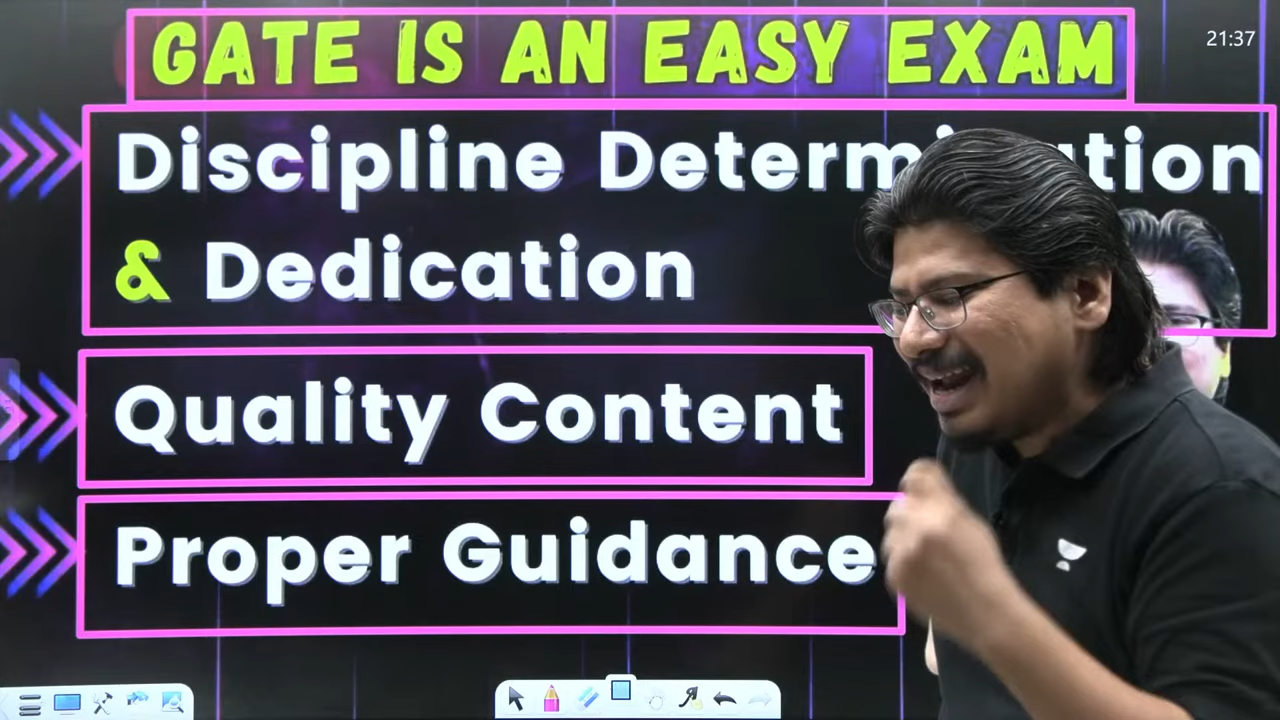 GATE IS AN EASY EXAM
21:37
Discipline
& Dedication
Quality Content
Proper Guidance